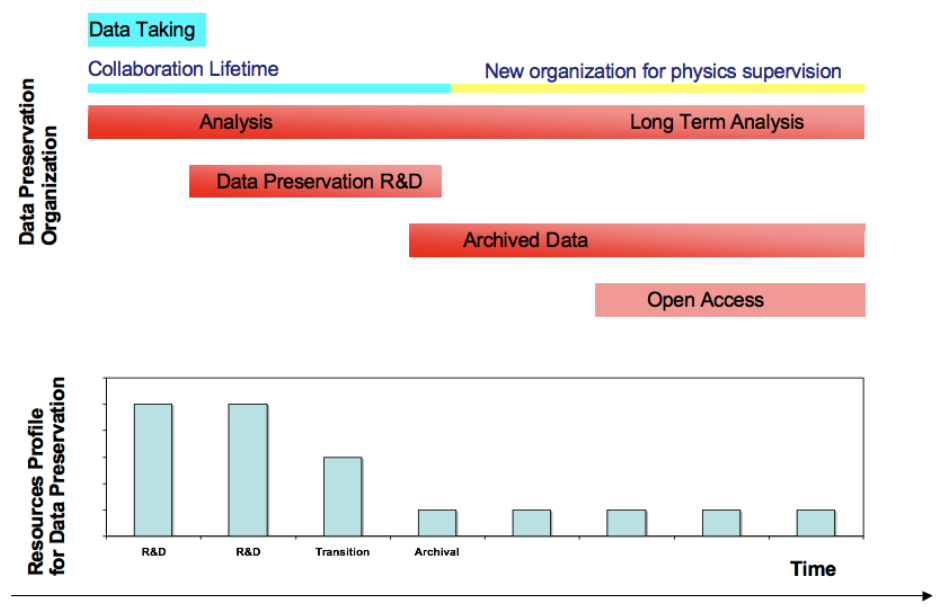 Data Taking
Collaboration Lifetime
New organization for physics supervision
Data Preservation
Organization
Analysis
Long Term Analysis
Data Preservation R&D
Archived Data
Open Access
Resources Profile
for Data Preservation
R&D
R&D
Transition
Archival
Time